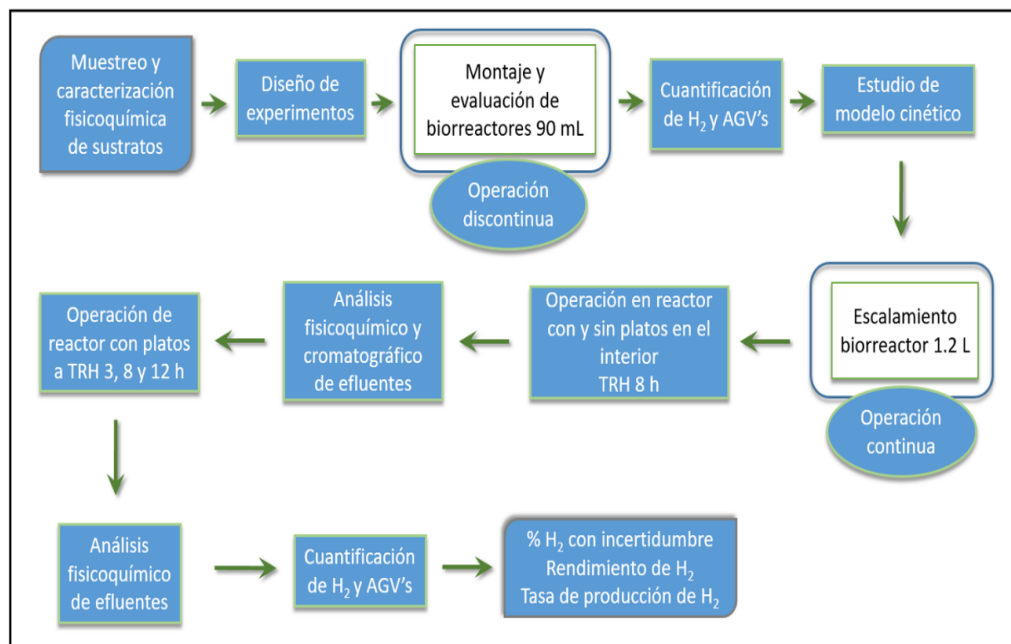 Muestreo y
caracterización
fisicoquímica
de sustratos
Diseño de
experimentos
Montaje y
evaluación de
biorreactores 90 mL
Operación
discontinua
Cuantificación
de H₂ y AGV's
Estudio de
modelo cinético
Escalamiento
biorreactor 1.2 L
Operación
continua
Operación en reactor
con y sin platos en el
interior
TRH 8 h
Análisis
fisicoquímico y
cromatográfico
de efluentes
Operación de
reactor con platos
a TRH 3, 8 y 12 h
Análisis
fisicoquímico
de efluentes
Cuantificación
de H₂ y AGV's
% H₂ con incertidumbre
Rendimiento de H₂
Tasa de producción de H₂